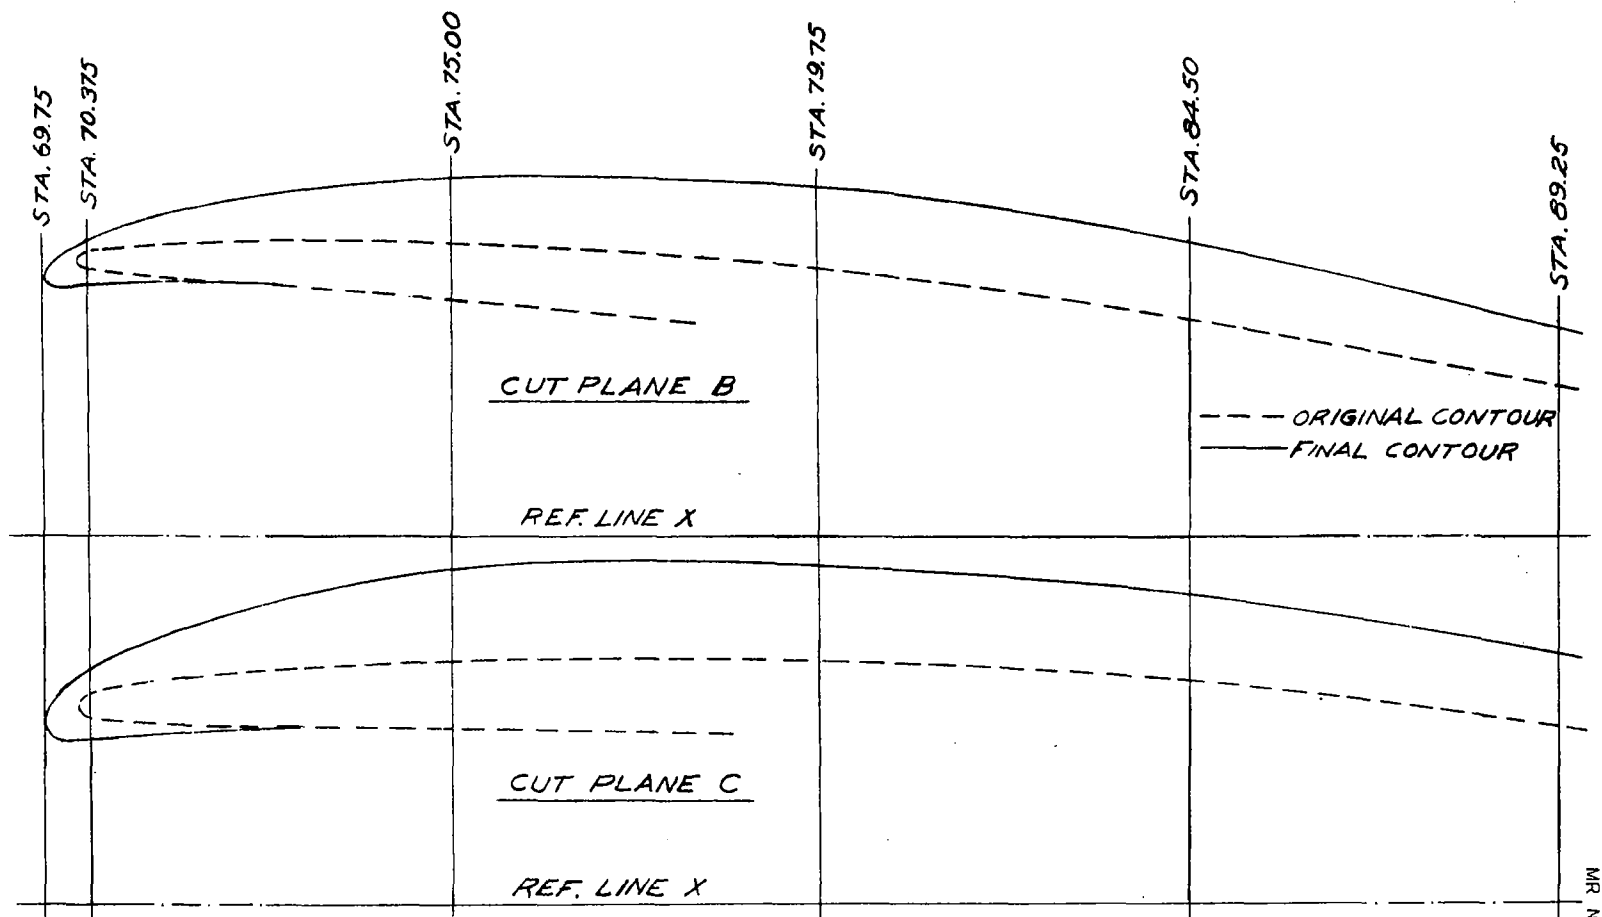 STA. 69.75
STA. 70.375
STA. 75.00
STA. 79.75
STA. 84.50
STA. 89.25
CUT PLANE B
--- ORIGINAL CONTOUR
—— FINAL CONTOUR
REF. LINE X
CUT PLANE C
REF. LINE X
MR